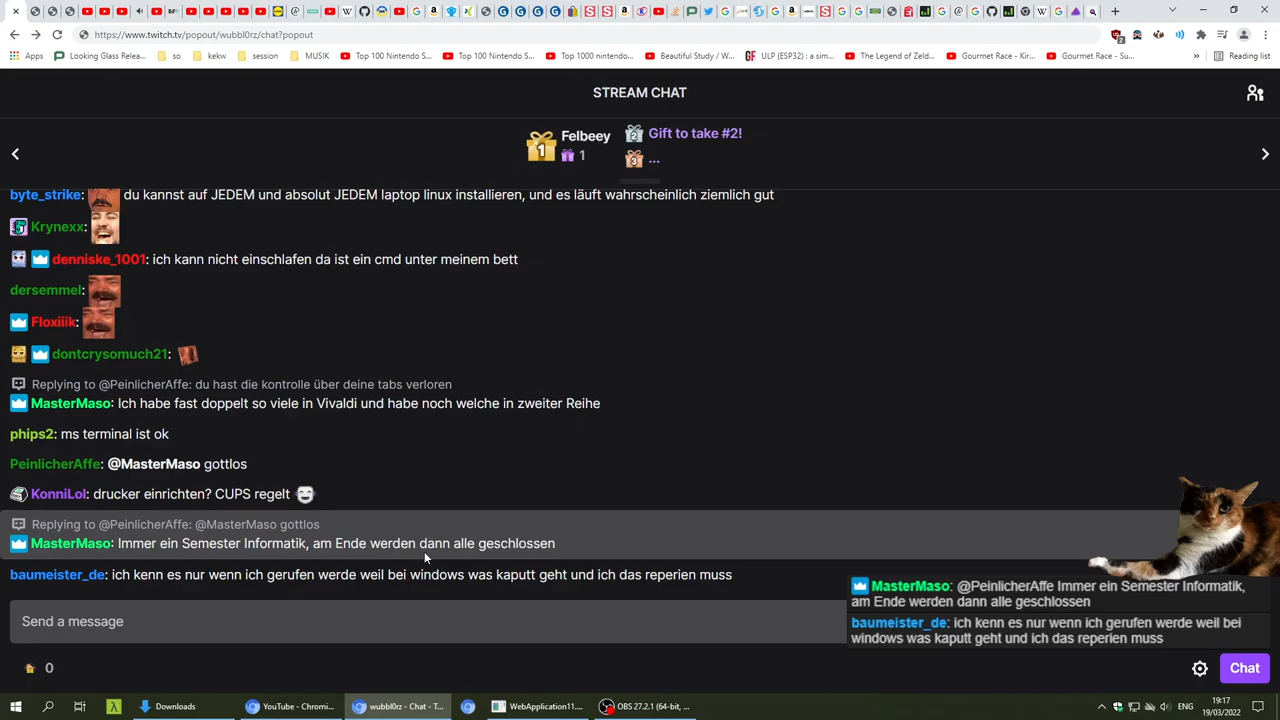 https://www.twitch.tv/popout/wubbl0rz/chat?popout
Apps
Looking Glass Relea...
so
kekw
session
MUSIK
Top 100 Nintendo S...
Top 100 Nintendo S...
Top 1000 nintendo...
Beautiful Study / W...
ULP (ESP32) : a sim...
The Legend of Zeld...
Gourmet Race - Kir...
Gourmet Race - Su...
»
Reading list
STREAM CHAT
1
Felbeey
1
2
Gift to take #2!
3
...
byte_strike: du kannst auf JEDEM und absolut JEDEM laptop linux installieren, und es läuft wahrscheinlich ziemlich gut
Krynexx:
denniske_1001: ich kann nicht einschlafen da ist ein cmd unter meinem bett
dersemmel:
Floxiiik:
dontcrysomuch21:
Replying to @PeinlicherAffe: du hast die kontrolle über deine tabs verloren
MasterMaso: Ich habe fast doppelt so viele in Vivaldi und habe noch welche in zweiter Reihe
phips2: ms terminal ist ok
PeinlicherAffe: @MasterMaso gottlos
KonniLol: drucker einrichten? CUPS regelt
Replying to @PeinlicherAffe: @MasterMaso gottlos
MasterMaso: Immer ein Semester Informatik, am Ende werden dann alle geschlossen
baumeister_de: ich kenn es nur wenn ich gerufen werde weil bei windows was kaputt geht und ich das reperien muss
MasterMaso: @PeinlicherAffe Immer ein Semester Informatik,
am Ende werden dann alle geschlossen
baumeister_de: ich kenn es nur wenn ich gerufen werde weil bei
windows was kaputt geht und ich das reperien muss
Send a message
0
Chat
Downloads
YouTube - Chromi...
wubbl0rz - Chat - T...
WebApplication11...
OBS 27.2.1 (64-bit, ...
ENG
19:17
19/03/2022